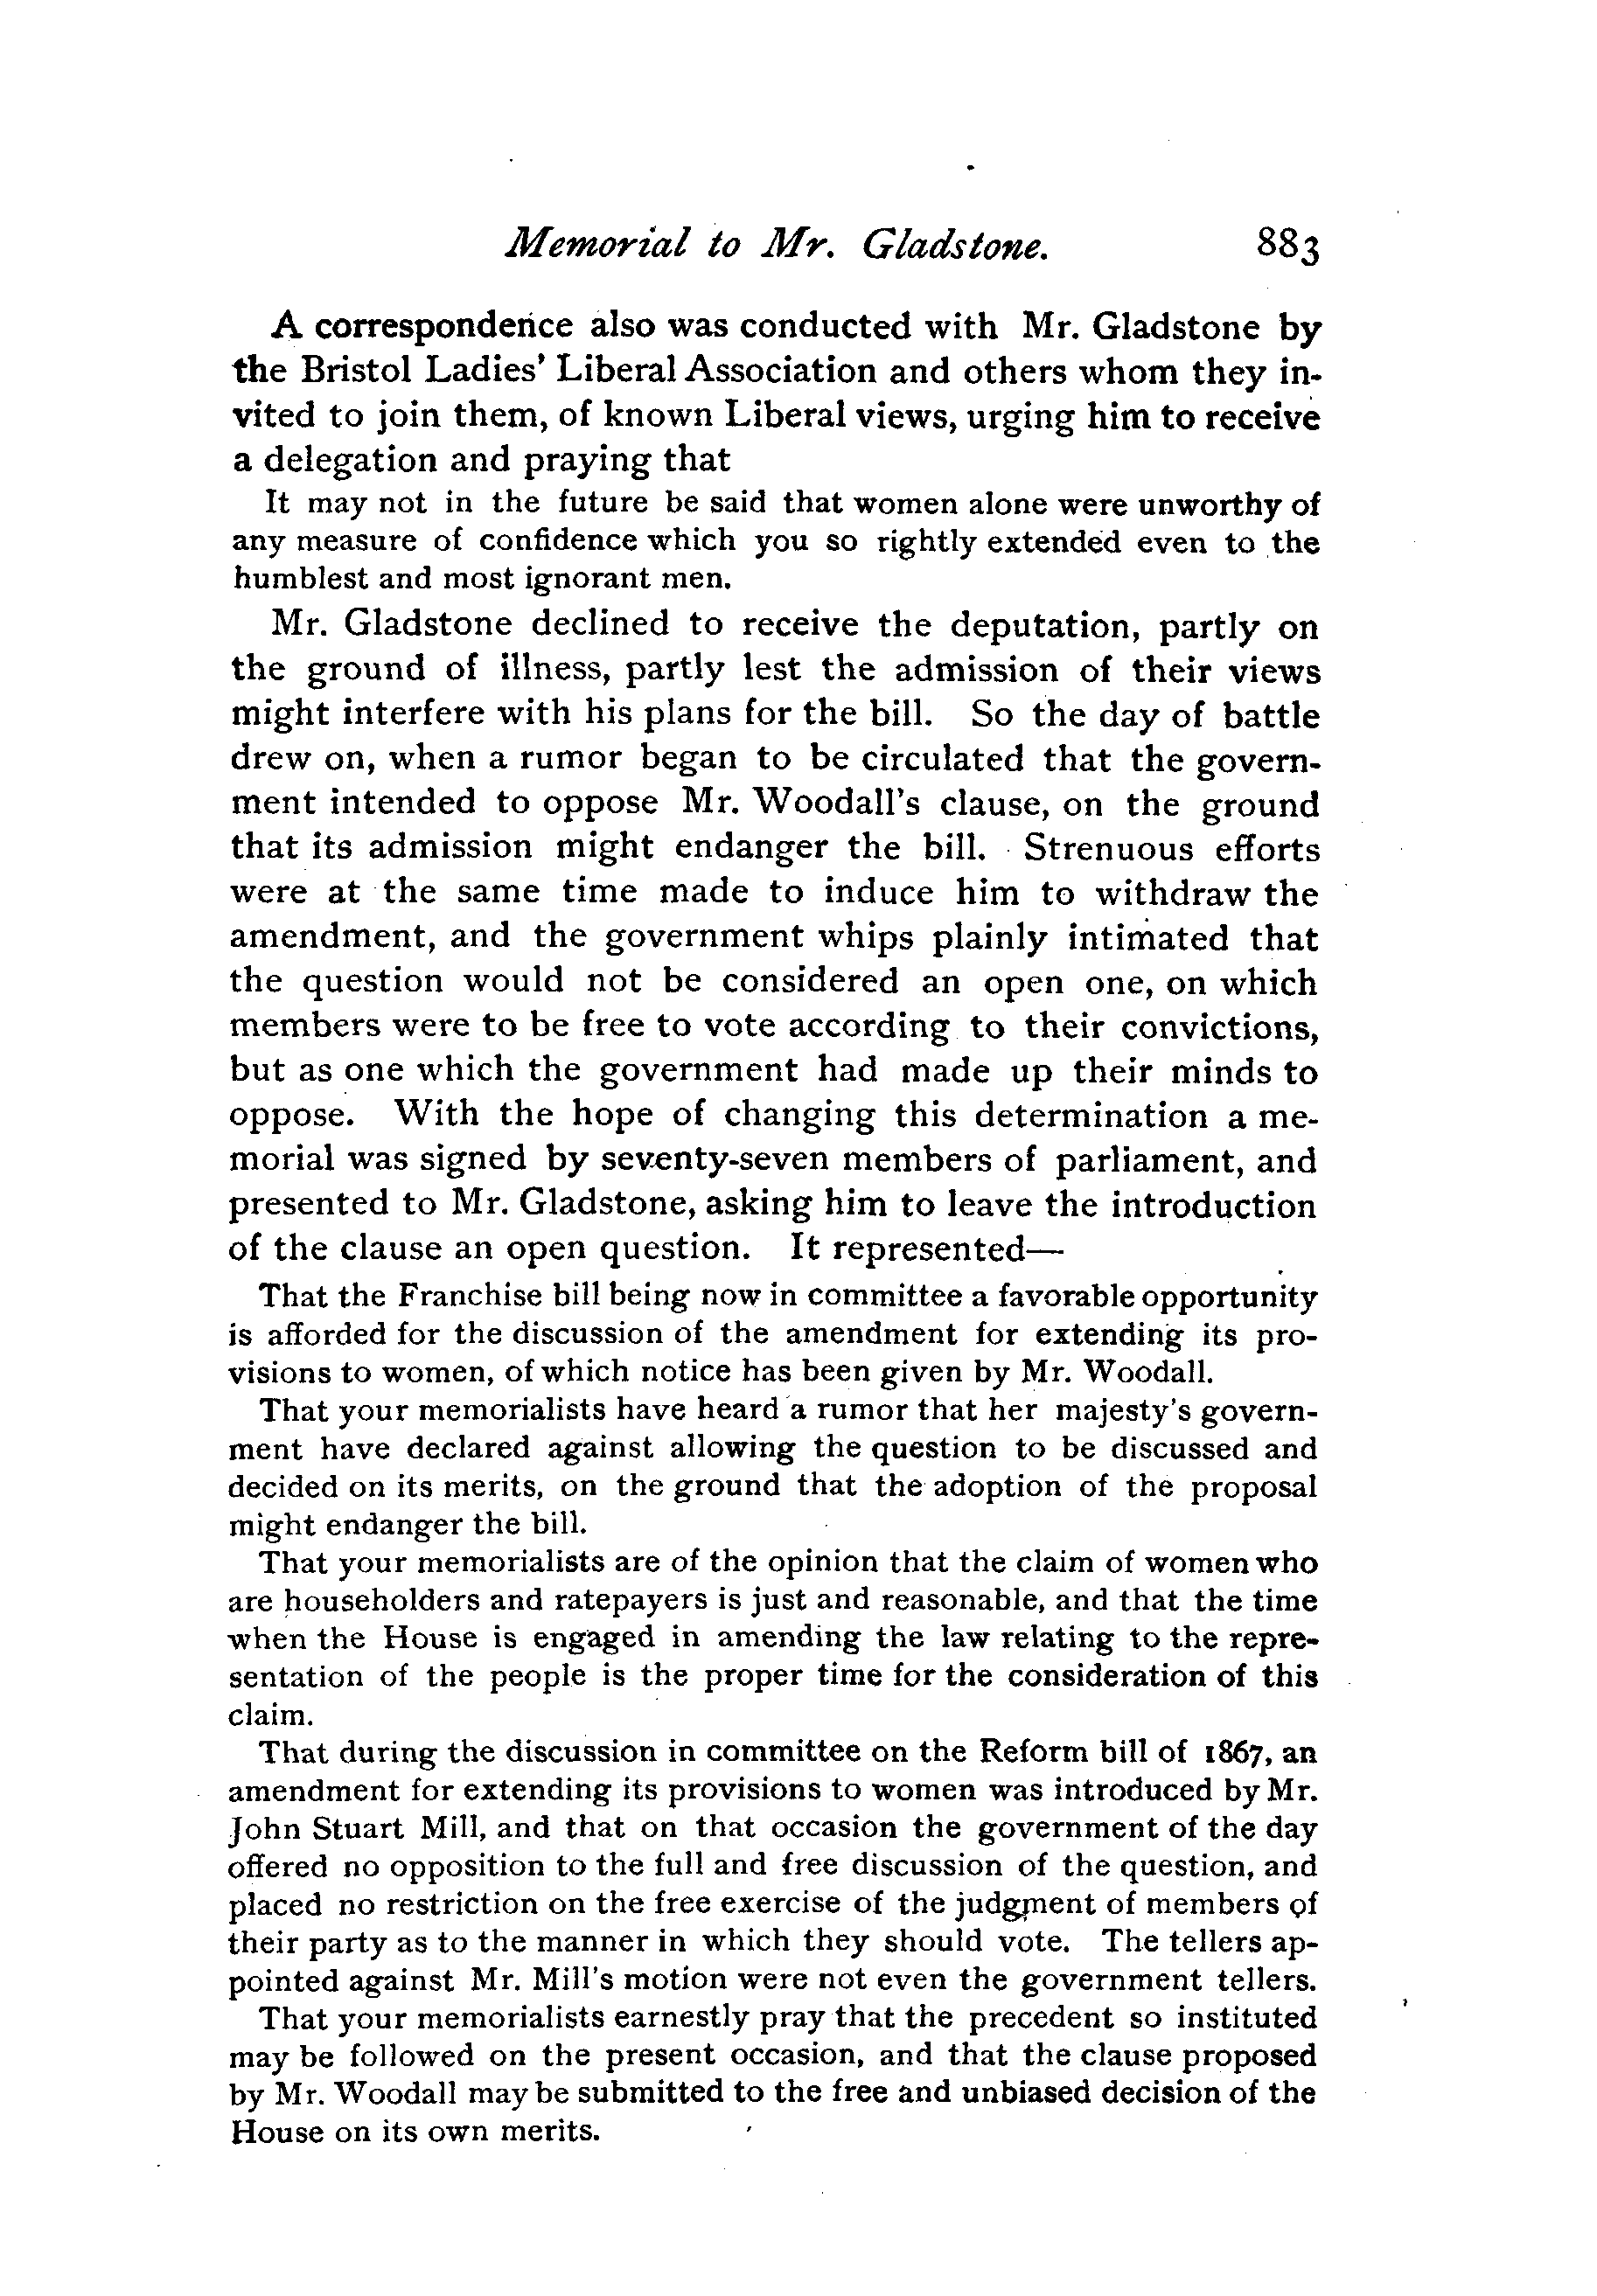 Memorial to Mr. Gladstone. 883
A correspondence also was conducted with Mr. Gladstone by
the Bristol Ladies' Liberal Association and others whom they in-
vited to join them, of known Liberal views, urging him to receive
a delegation and praying that
It may not in the future be said that women alone were unworthy of
any measure of confidence which you so rightly extended even to the
humblest and most ignorant men.
Mr. Gladstone declined to receive the deputation, partly on
the ground of illness, partly lest the admission of their views
might interfere with his plans for the bill. So the day of battle
drew on, when a rumor began to be circulated that the govern-
ment intended to oppose Mr. Woodall's clause, on the ground
that its admission might endanger the bill. Strenuous efforts
were at the same time made to induce him to withdraw the
amendment, and the government whips plainly intimated that
the question would not be considered an open one, on which
members were to be free to vote according to their convictions,
but as one which the government had made up their minds to
oppose. With the hope of changing this determination a me-
morial was signed by seventy-seven members of parliament, and
presented to Mr. Gladstone, asking him to leave the introduction
of the clause an open question. It represented—
That the Franchise bill being now in committee a favorable opportunity
is afforded for the discussion of the amendment for extending its pro-
visions to women, of which notice has been given by Mr. Woodall.
That your memorialists have heard a rumor that her majesty's govern-
ment have declared against allowing the question to be discussed and
decided on its merits, on the ground that the adoption of the proposal
might endanger the bill.
That your memorialists are of the opinion that the claim of women who
are householders and ratepayers is just and reasonable, and that the time
when the House is engaged in amending the law relating to the repre-
sentation of the people is the proper time for the consideration of this
claim.
That during the discussion in committee on the Reform bill of 1867, an
amendment for extending its provisions to women was introduced by Mr.
John Stuart Mill, and that on that occasion the government of the day
offered no opposition to the full and free discussion of the question, and
placed no restriction on the free exercise of the judgment of members of
their party as to the manner in which they should vote. The tellers ap-
pointed against Mr. Mill's motion were not even the government tellers.
That your memorialists earnestly pray that the precedent so instituted
may be followed on the present occasion, and that the clause proposed
by Mr. Woodall may be submitted to the free and unbiased decision of the
House on its own merits.